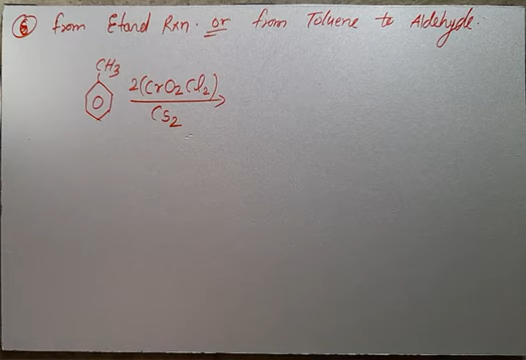 6 from Etard Rxn. or from Toluene to Aldehyde.
CH3
2(CrO2Cl2)
CS2